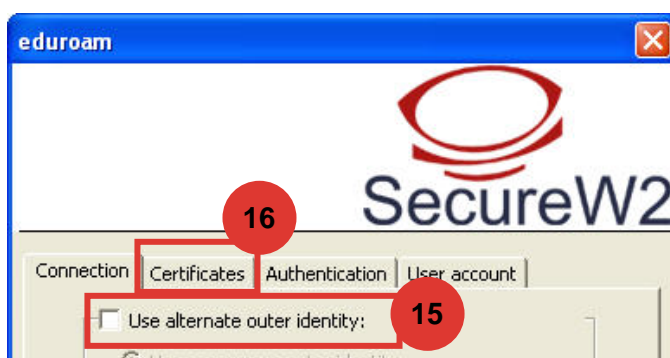 eduroam
SecureW2
16
Connection Certificates Authentication User account
Use alternate outer identity: 15